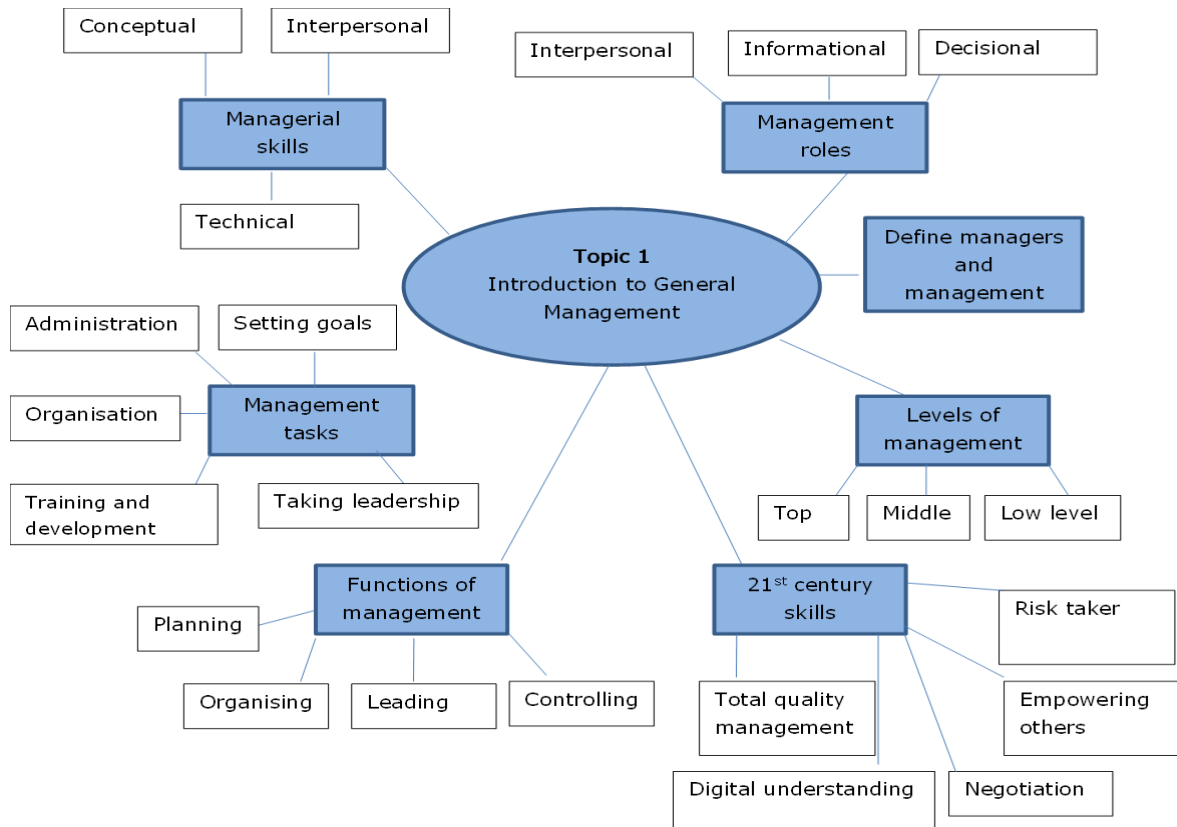 Conceptual
Interpersonal
Managerial
skills
Technical
Interpersonal
Informational
Decisional
Management
roles
Topic 1
Introduction to General
Management
Define managers
and
management
Administration
Setting goals
Organisation
Management
tasks
Training and
development
Taking leadership
Levels of
management
Top
Middle
Low level
Functions of
management
Planning
Organising
Leading
Controlling
21st century
skills
Risk taker
Total quality
management
Empowering
others
Digital understanding
Negotiation